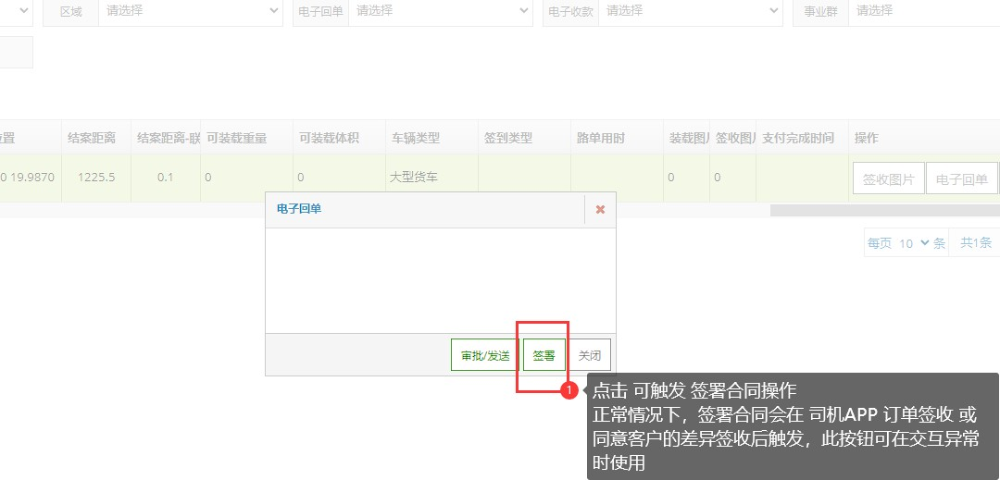 区域 请选择 电子回单 请选择 电子收款 请选择 事业群 请选择
位置 结案距离 结案距离-联 可装载重量 可装载体积 车辆类型 签到类型 路单用时 装载图片 签收图片 支付完成时间 操作
0 19.9870 1225.5 0.1 0 0 大型货车 0 0 签收图片 电子回单
电子回单
每页 10 条 共1条
审批/发送 签署 关闭
1
点击 可触发 签署合同操作
正常情况下，签署合同会在 司机APP 订单签收 或
同意客户的差异签收后触发，此按钮可在交互异常
时使用